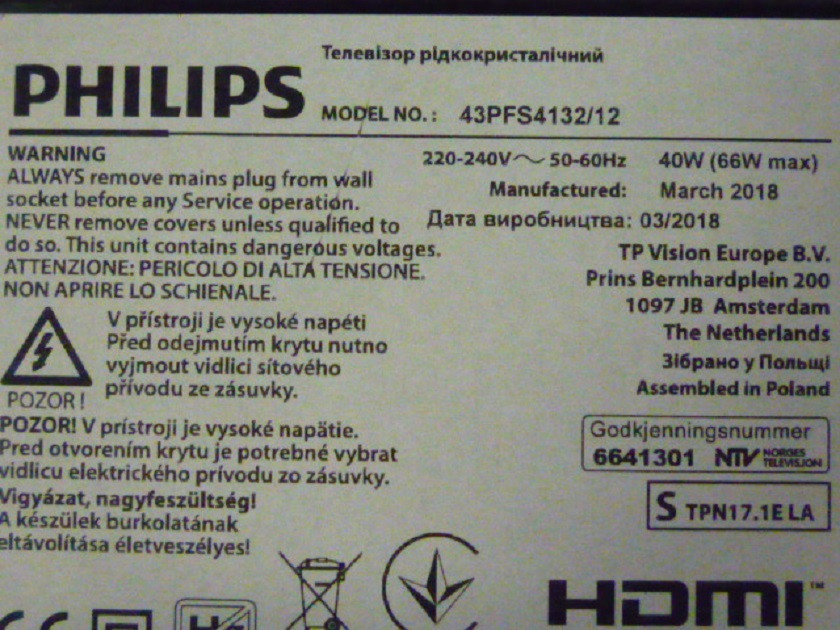 Телевізор рідкокристалічний
PHILIPS
MODEL NO.: 43PFS4132/12
WARNING
ALWAYS remove mains plug from wall
socket before any Service operation.
NEVER remove covers unless qualified to
do so. This unit contains dangerous voltages.
ATTENZIONE: PERICOLO DI ALTA TENSIONE.
NON APRIRE LO SCHIENALE.
220-240V~ 50-60Hz 40W (66W max)
Manufactured: March 2018
Дата виробництва: 03/2018
TP Vision Europe B.V.
Prins Bernhardplein 200
1097 JB Amsterdam
The Netherlands
Зібрано у Польщі
Assembled in Poland
V přístroji je vysoké napéti
Před odejmutím krytu nutno
vyjmout vidlici sítového
přívodu ze zásuvky.
POZOR!
POZOR! V prístroji je vysoké napätie.
Pred otvorením krytu je potrebné vybrat
vidlicu elektrického prívodu zo zásuvky.
Vigyázat, nagyfeszültség!
A készülek burkolatának
eltávolítása életveszélyes!
Godkjenningsnummer
6641301 NTV NORGES
TELEVISJON
S TPN17.1E LA
HDMI™